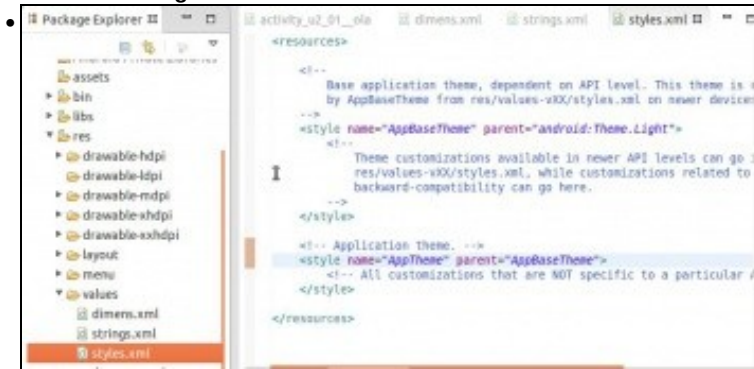 Package Explorer
assets
bin
libs
res
drawable-hdpi
drawable-ldpi
drawable-mdpi
drawable-xhdpi
drawable-xxhdpi
layout
menu
values
dimens.xml
strings.xml
styles.xml
activity_u2_01__ola dimens.xml strings.xml styles.xml
<resources>
<!--
Base application theme, dependent on API level. This theme is
by AppBaseTheme from res/values-vXX/styles.xml on newer device
-->
<style name="AppBaseTheme" parent="android:Theme.Light">
<!--
Theme customizations available in newer API levels can go
res/values-vXX/styles.xml, while customizations related to
backward-compatibility can go here.
-->
</style>
<!-- Application theme. -->
<style name="AppTheme" parent="AppBaseTheme">
<!-- All customizations that are NOT specific to a particular A
</style>
</resources>